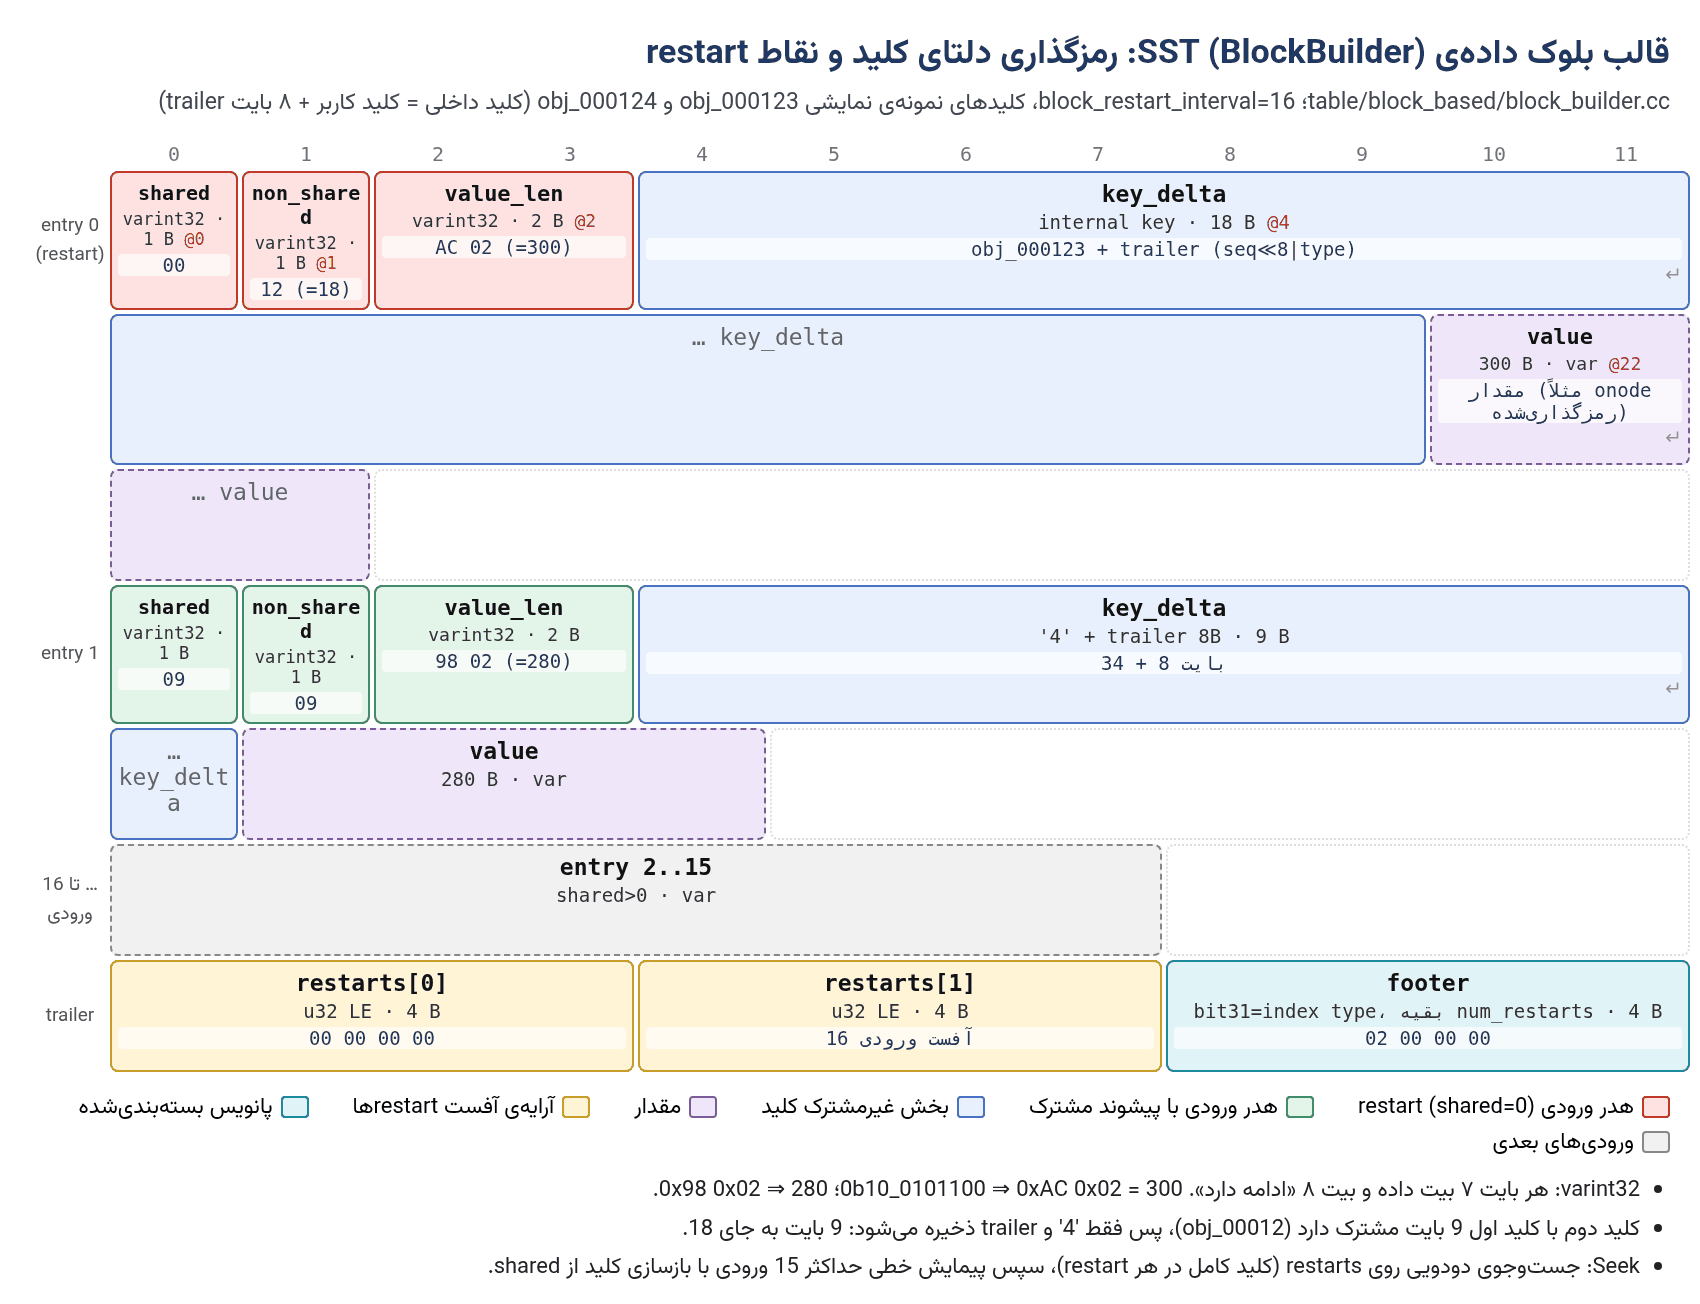 قالب بلوک داده‌ی SST (BlockBuilder): رمزگذاری دلتای کلید و نقاط restart
table/block_based/block_builder.cc؛ block_restart_interval=16، کلیدهای نمونه‌ی نمایشی obj_000123 و obj_000124 (کلید داخلی = کلید کاربر + ۸ بایت trailer)
0 1 2 3 4 5 6 7 8 9 10 11
entry 0
(restart)
shared
varint32 ·
1 B @0
00
non_share
d
varint32 ·
1 B @1
12 (=18)
value_len
varint32 · 2 B @2
AC 02 (=300)
key_delta
internal key · 18 B @4
obj_000123 + trailer (seq≪8|type)
↵
… key_delta
value
300 B · var @22
مقدار (مثلاً onode
رمزگذاری‌شده)
↵
… value
entry 1
shared
varint32 ·
1 B
09
non_share
d
varint32 ·
1 B
09
value_len
varint32 · 2 B
98 02 (=280)
key_delta
'4' + trailer 8B · 9 B
34 + 8 بایت
↵
…
key_delt
a
value
280 B · var
… تا 16
ورودی
entry 2..15
shared>0 · var
trailer
restarts[0]
u32 LE · 4 B
00 00 00 00
restarts[1]
u32 LE · 4 B
آفست ورودی 16
footer
bit31=index type، بقیه num_restarts · 4 B
02 00 00 00
هدر ورودی restart (shared=0)
هدر ورودی با پیشوند مشترک
بخش غیرمشترک کلید
مقدار
آرایه‌ی آفست restartها
پانویس بسته‌بندی‌شده
ورودی‌های بعدی
• varint32: هر بایت ۷ بیت داده و بیت ۸ «ادامه دارد». 300 = 0b10_0101100 ⇒ 0xAC 0x02؛ 280 ⇒ 0x98 0x02.
• کلید دوم با کلید اول 9 بایت مشترک دارد (obj_00012)، پس فقط '4' و trailer ذخیره می‌شود: 9 بایت به جای 18.
• Seek: جست‌وجوی دودویی روی restarts (کلید کامل در هر restart)، سپس پیمایش خطی حداکثر 15 ورودی با بازسازی کلید از shared.